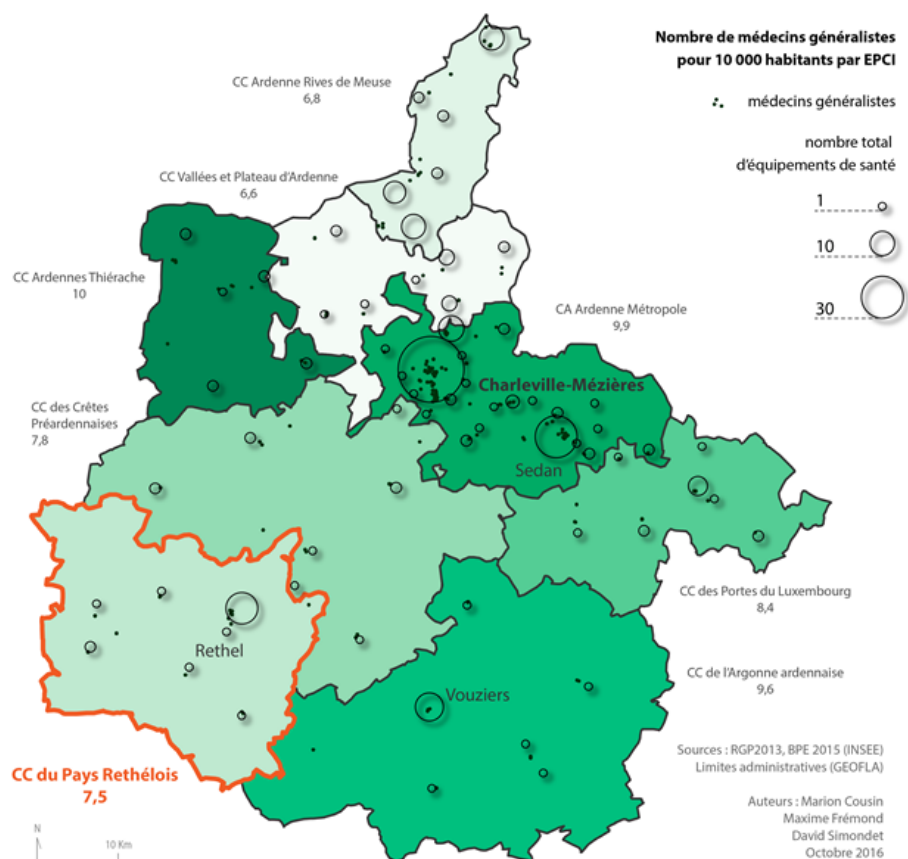 Nombre de médecins généralistes
pour 10 000 habitants par EPCI
médecins généralistes
nombre total
d'équipements de santé
1
10
30
CC Ardenne Rives de Meuse
6,8
CC Vallées et Plateau d'Ardenne
6,6
CC Ardennes Thiérache
10
CA Ardenne Métropole
9,9
Charleville-Mézières
CC des Crêtes
Préardennaises
7,8
Sedan
CC des Portes du Luxembourg
8,4
Rethel
CC de l'Argonne ardennaise
9,6
Vouziers
CC du Pays Rethélois
7,5
Sources : RGP2013, BPE 2015 (INSEE)
Limites administratives (GEOFLA)
Auteurs : Marion Cousin
Maxime Frémond
David Simondet
Octobre 2016
N
10 Km